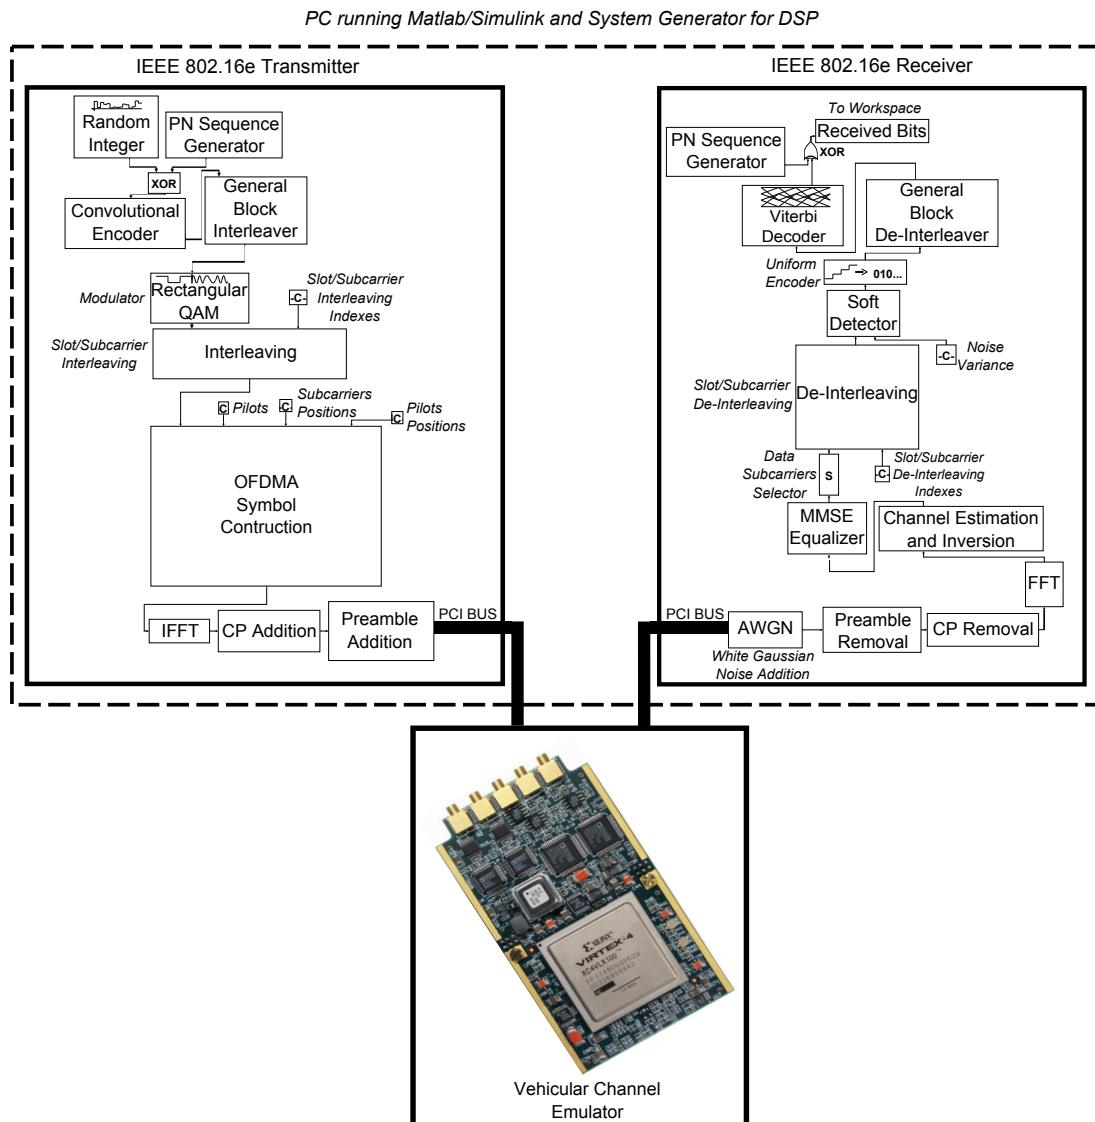 PC running Matlab/Simulink and System Generator for DSP
IEEE 802.16e Transmitter
Random
Integer
PN Sequence
Generator
XOR
Convolutional
Encoder
General
Block
Interleaver
Modulator
Rectangular
QAM
-C-
Slot/Subcarrier
Interleaving
Indexes
Slot/Subcarrier
Interleaving
Interleaving
C
Pilots
C
Subcarriers
Positions
C
Pilots
Positions
OFDMA
Symbol
Contruction
IFFT
CP Addition
Preamble
Addition
PCI BUS
IEEE 802.16e Receiver
To Workspace
Received Bits
XOR
PN Sequence
Generator
Viterbi
Decoder
General
Block
De-Interleaver
Uniform
Encoder
010...
Soft
Detector
-C-
Noise
Variance
Slot/Subcarrier
De-Interleaving
De-Interleaving
Data
Subcarriers
Selector
S
-C-
Slot/Subcarrier
De-Interleaving
Indexes
MMSE
Equalizer
Channel Estimation
and Inversion
FFT
PCI BUS
AWGN
White Gaussian
Noise Addition
Preamble
Removal
CP Removal
XILINX
VIRTEX-4
XC4VLX100
Vehicular Channel
Emulator